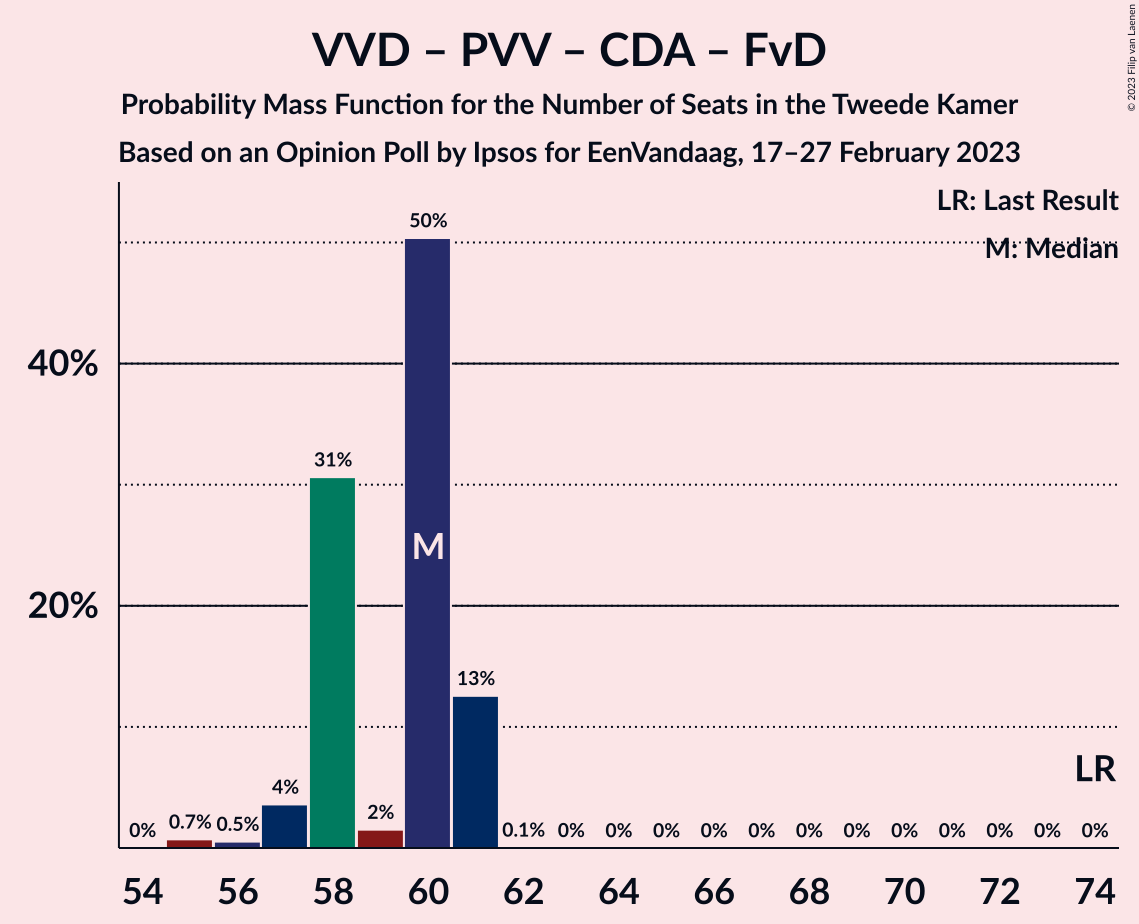 VVD – PVV – CDA – FvD
Probability Mass Function for the Number of Seats in the Tweede Kamer
Based on an Opinion Poll by Ipsos for EenVandaag, 17–27 February 2023
© 2023 Filip van Laenen
LR: Last Result
M: Median
50%
40%
31%
M
20%
13%
LR
4%
2%
0% 0.7% 0.5% 0.1% 0% 0% 0% 0% 0% 0% 0% 0% 0% 0% 0% 0%
54 56 58 60 62 64 66 68 70 72 74